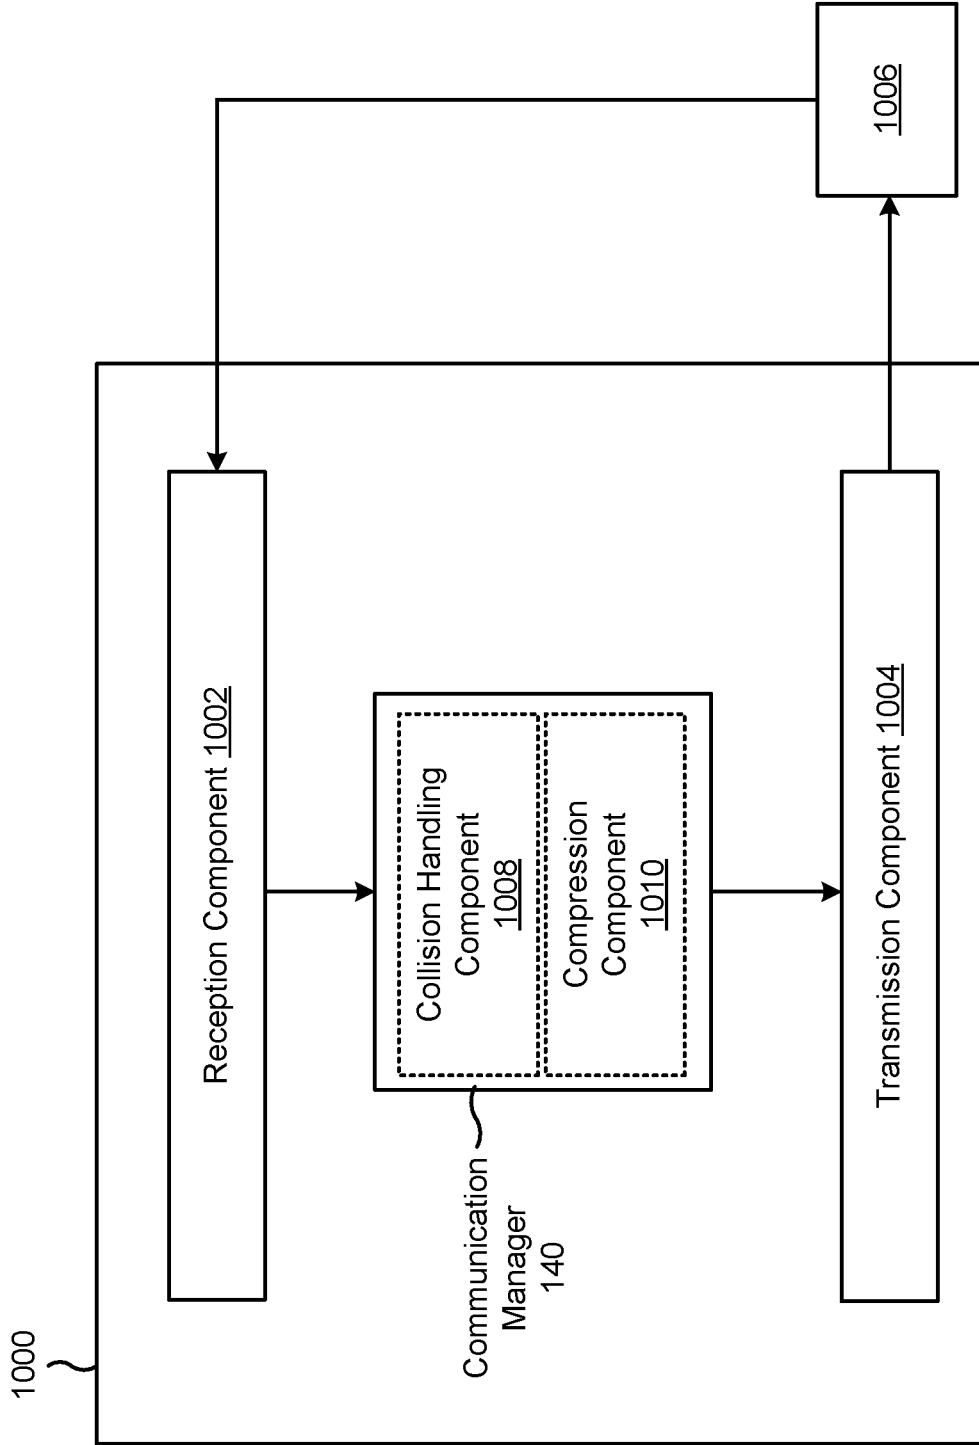 1000
Reception Component 1002
Communication
Manager
140
Collision Handling
Component
1008
Compression
Component
1010
Transmission Component 1004
1006